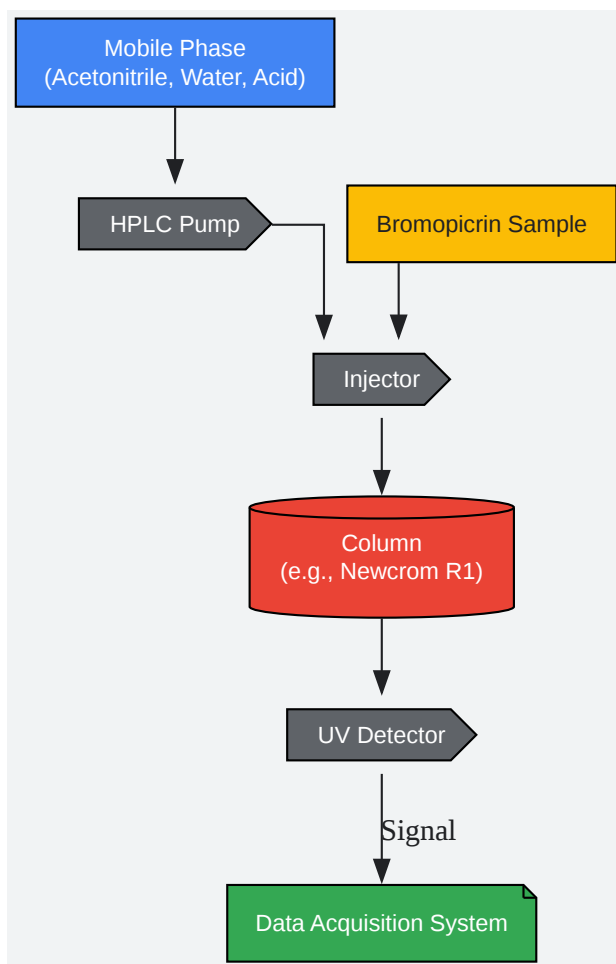 Mobile Phase
(Acetonitrile, Water, Acid)
HPLC Pump
Bromopicrin Sample
Injector
Column
(e.g., Newcrom R1)
UV Detector
Signal
Data Acquisition System